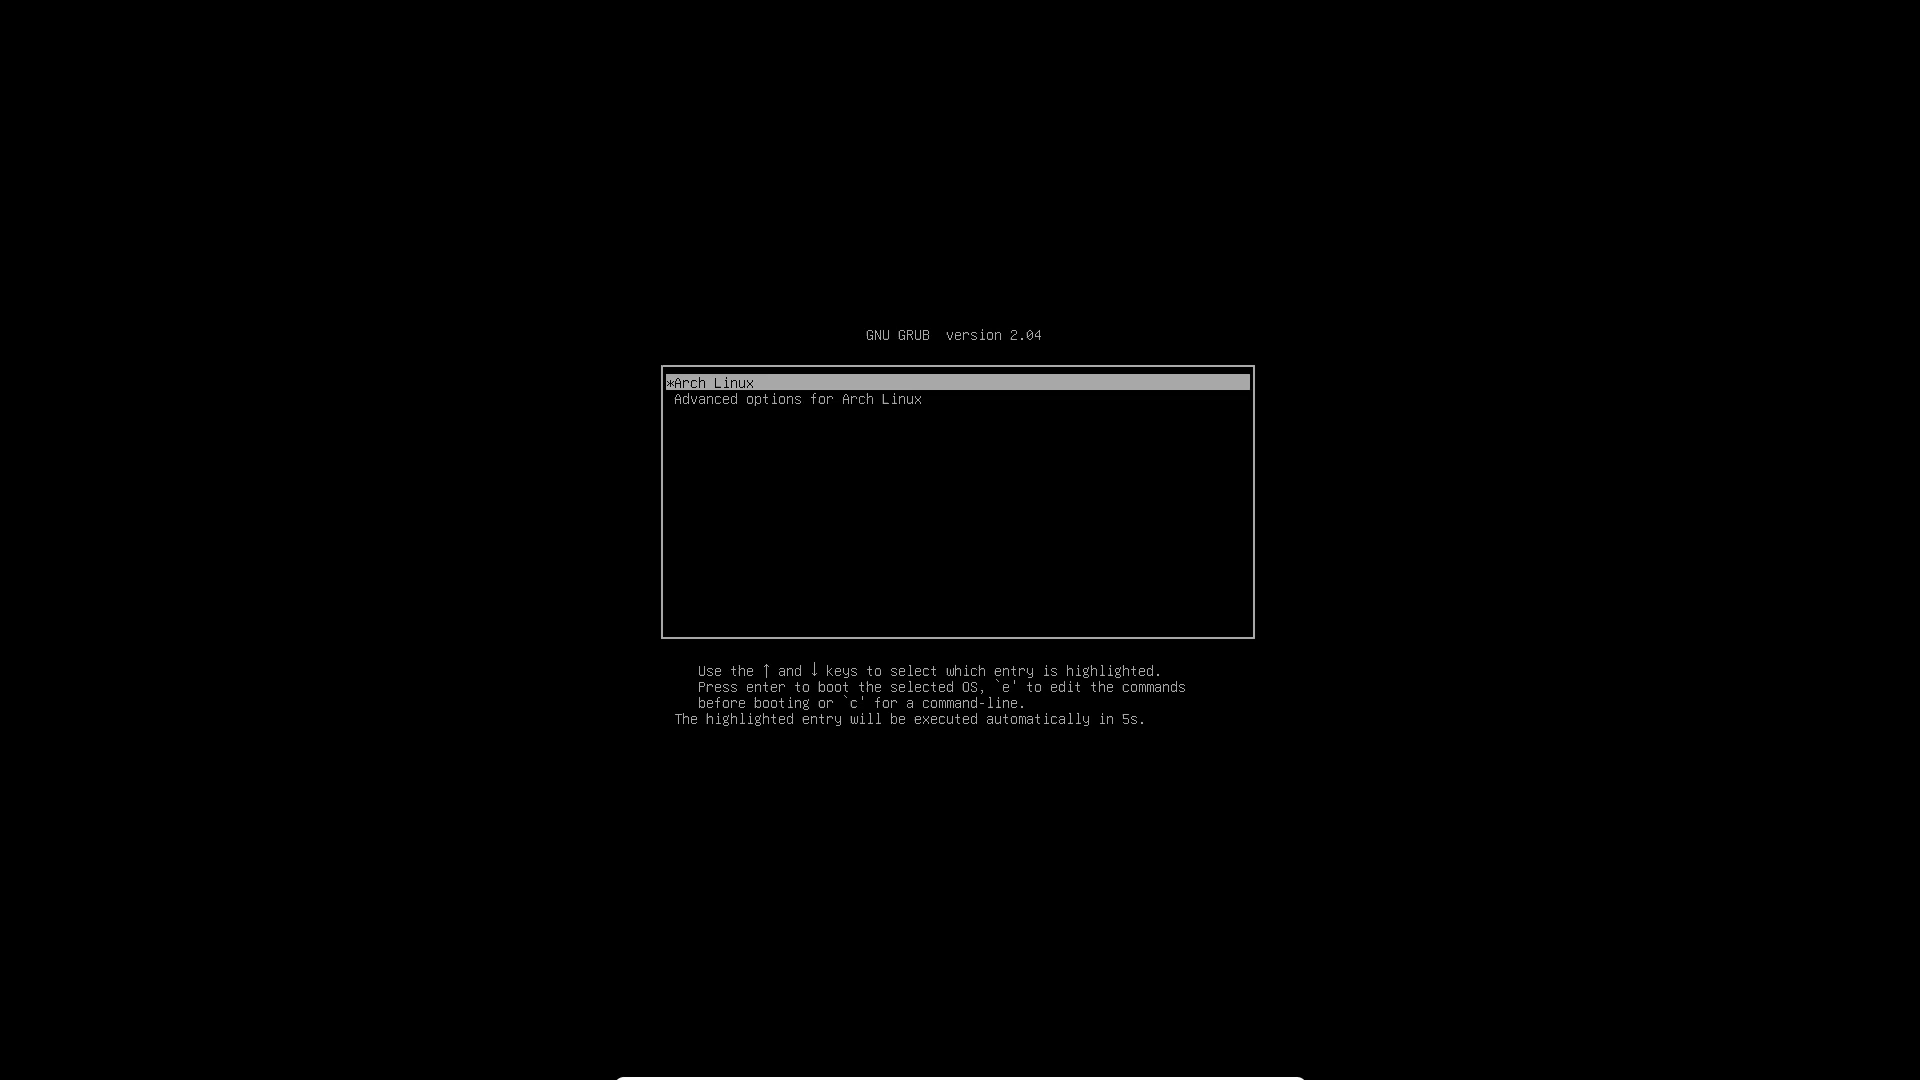 GNU GRUB  version 2.04
*Arch Linux
Advanced options for Arch Linux
Use the ↑ and ↓ keys to select which entry is highlighted.
Press enter to boot the selected OS, `e' to edit the commands
before booting or `c' for a command-line.
The highlighted entry will be executed automatically in 5s.